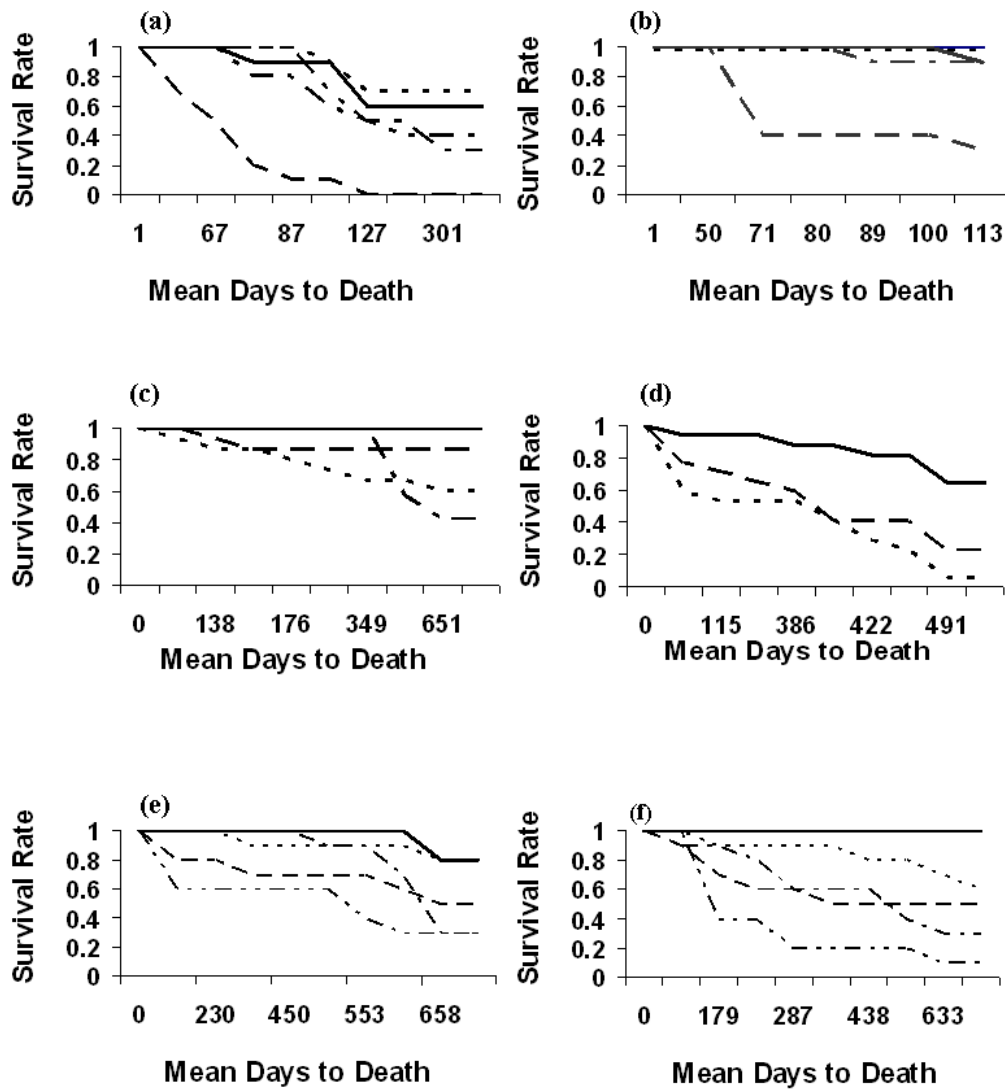 (a)
Survival Rate
1
0.8
0.6
0.4
0.2
0
1 67 87 127 301
Mean Days to Death
(b)
Survival Rate
1
0.8
0.6
0.4
0.2
0
1 50 71 80 89 100 113
Mean Days to Death
(c)
Survival Rate
1
0.8
0.6
0.4
0.2
0
0 138 176 349 651
Mean Days to Death
(d)
Survival Rate
1
0.8
0.6
0.4
0.2
0
0 115 386 422 491
Mean Days to Death
(e)
Survival Rate
1
0.8
0.6
0.4
0.2
0
0 230 450 553 658
Mean Days to Death
(f)
Survival Rate
1
0.8
0.6
0.4
0.2
0
0 179 287 438 633
Mean Days to Death